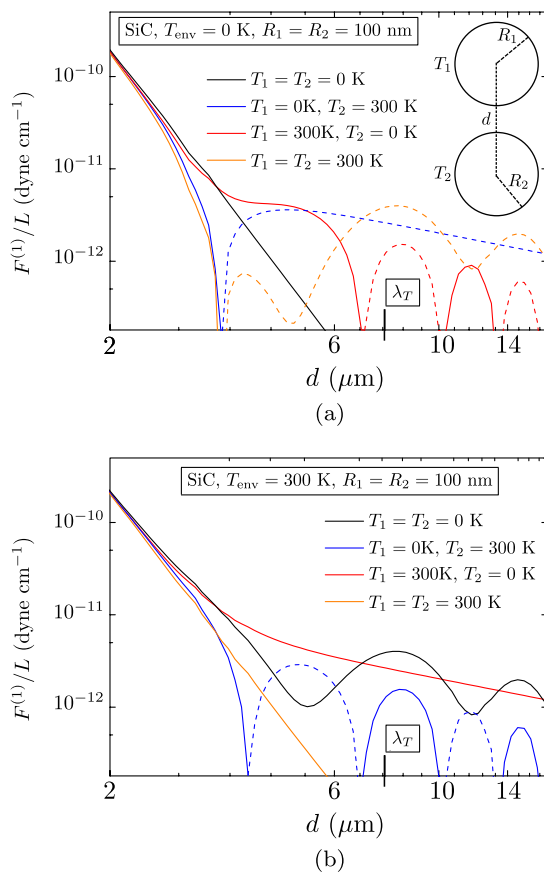 (a)
SiC, T_env = 0 K, R_1 = R_2 = 100 nm
T_1 = T_2 = 0 K
T_1 = 0K, T_2 = 300 K
T_1 = 300K, T_2 = 0 K
T_1 = T_2 = 300 K
R_1
T_1
d
T_2
R_2
F^(1)/L (dyne cm^−1)
10^−10
10^−11
10^−12
λ_T
2
6
10
14
d (μm)
(b)
SiC, T_env = 300 K, R_1 = R_2 = 100 nm
T_1 = T_2 = 0 K
T_1 = 0K, T_2 = 300 K
T_1 = 300K, T_2 = 0 K
T_1 = T_2 = 300 K
F^(1)/L (dyne cm^−1)
10^−10
10^−11
10^−12
λ_T
2
6
10
14
d (μm)